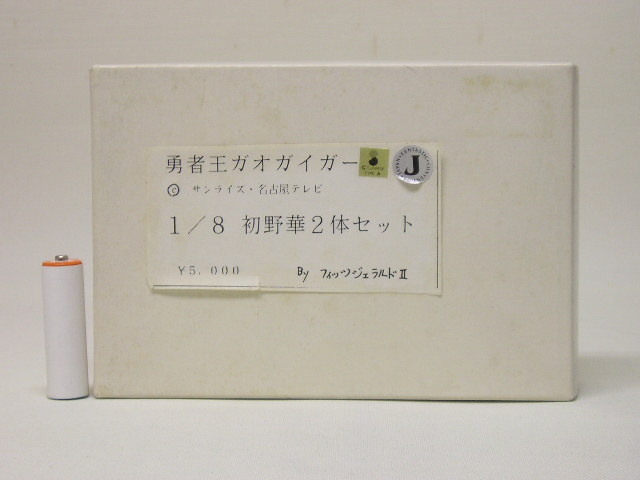 勇者王ガオガイガー
© サンライズ・名古屋テレビ
1/8 初野華2体セット
¥5,000 By フィッツジェラルドⅡ
J